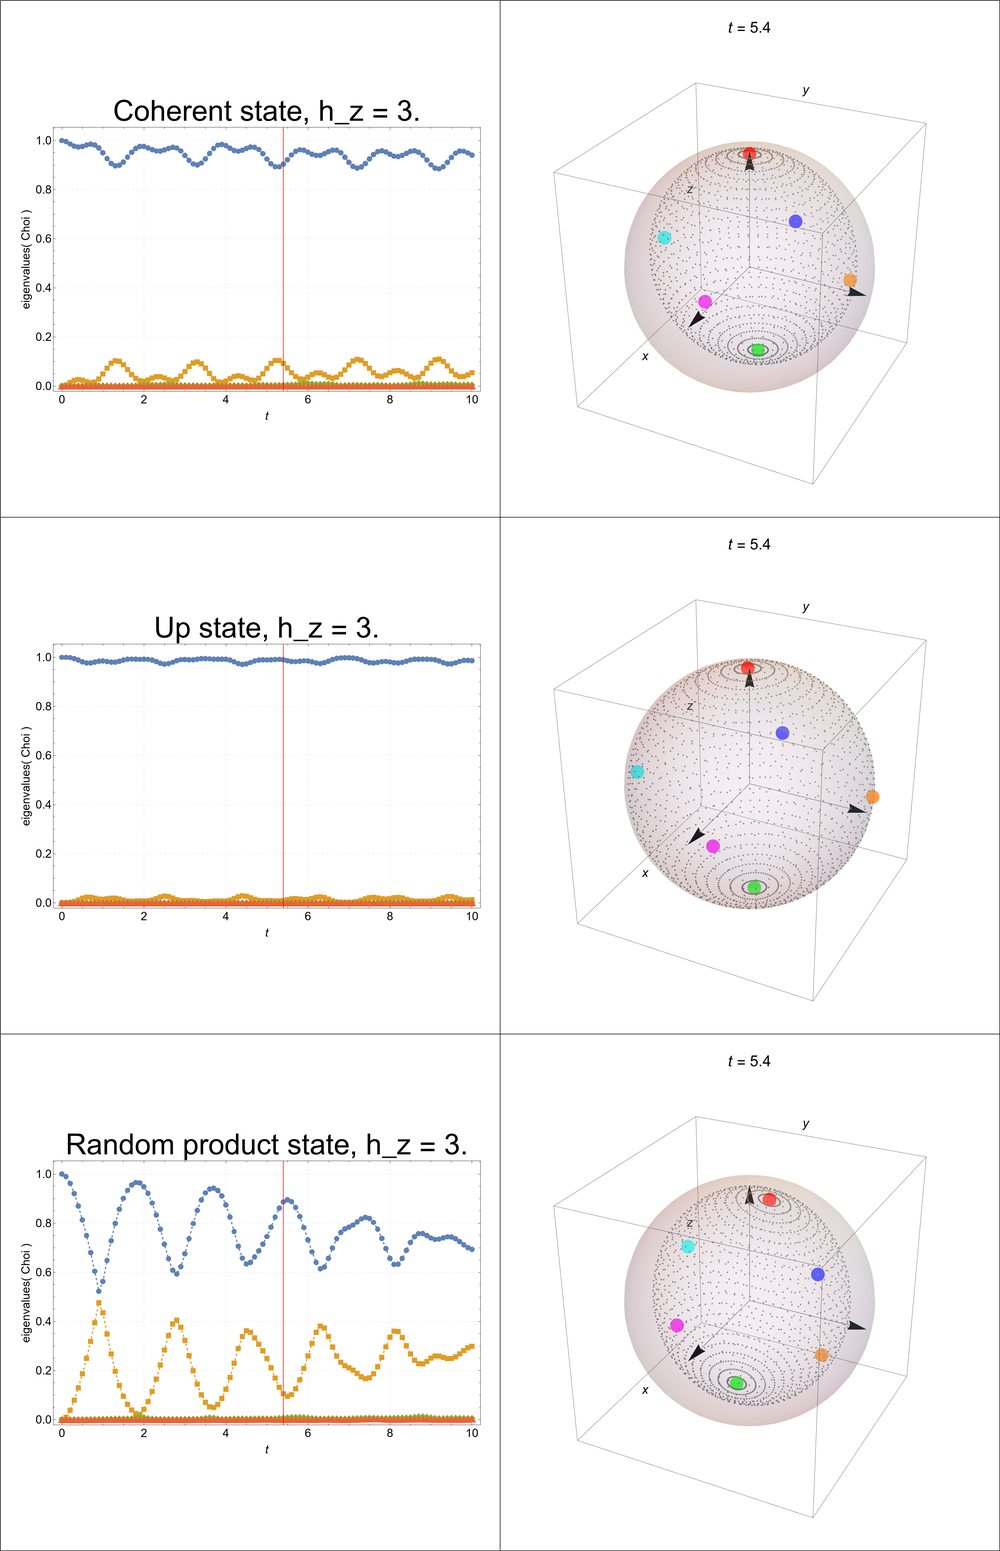 t = 5.4
Coherent state, h_z = 3.
eigenvalues( Choi )
1.0
0.8
0.6
0.4
0.2
0.0
0 2 4 6 8 10
t
y
z
x
t = 5.4
Up state, h_z = 3.
eigenvalues( Choi )
1.0
0.8
0.6
0.4
0.2
0.0
0 2 4 6 8 10
t
y
z
x
t = 5.4
Random product state, h_z = 3.
eigenvalues( Choi )
1.0
0.8
0.6
0.4
0.2
0.0
0 2 4 6 8 10
t
y
z
x